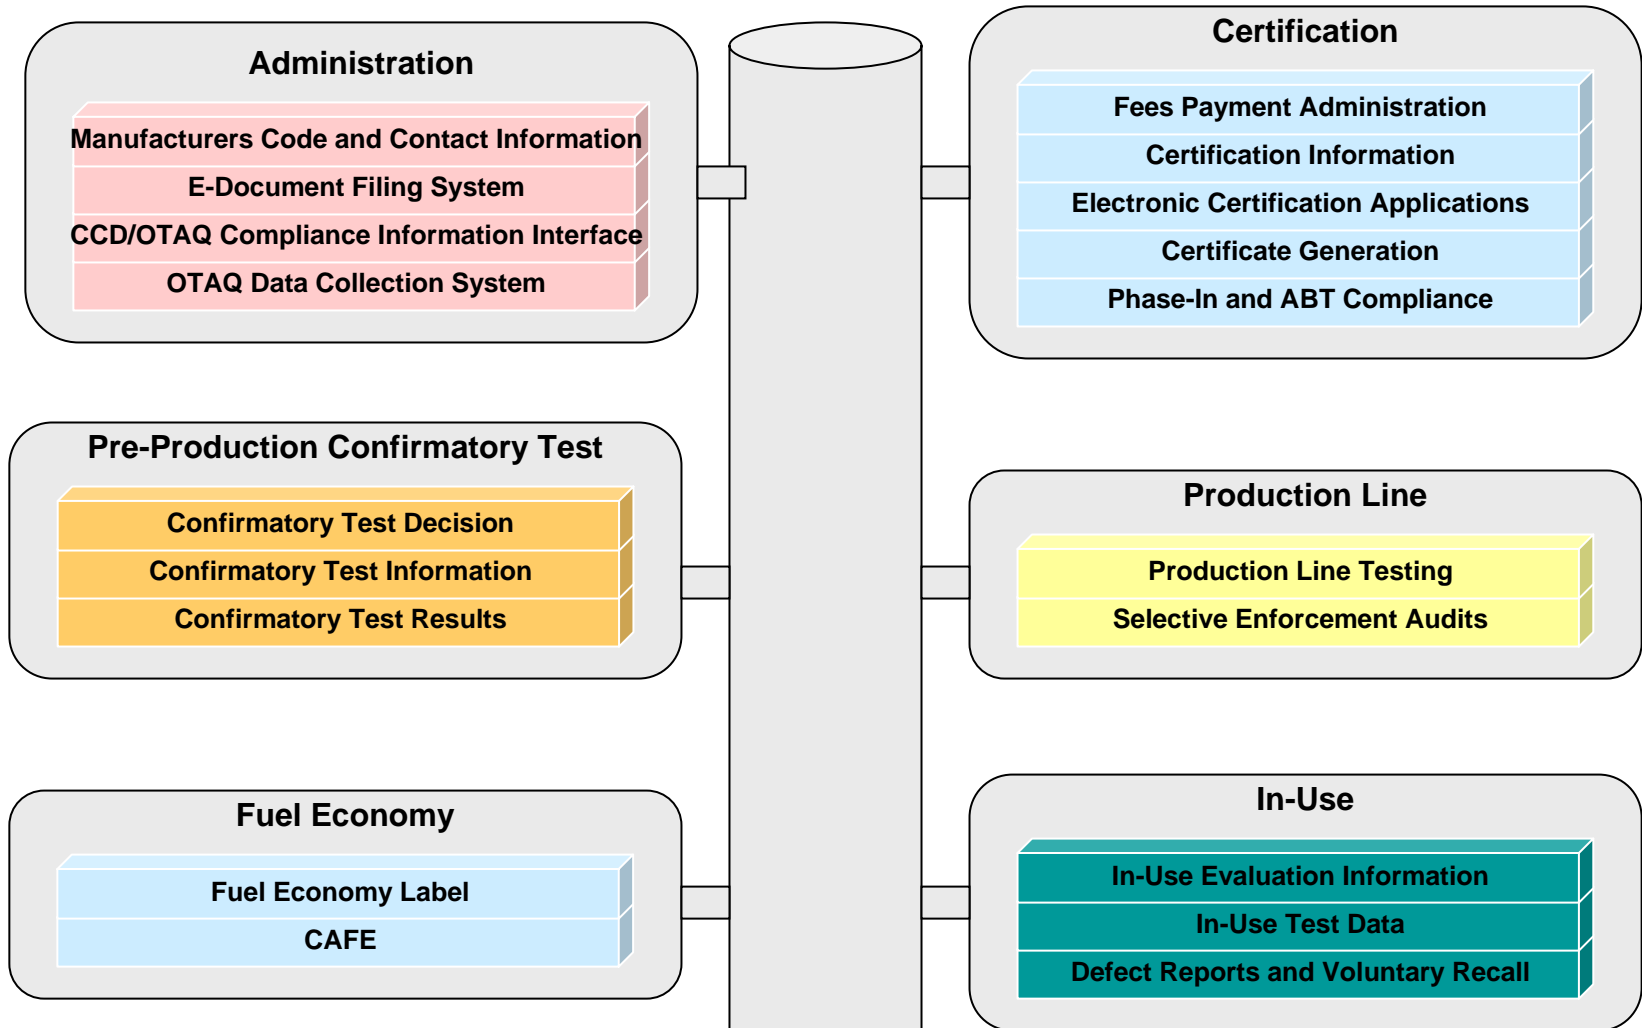 Administration
Manufacturers Code and Contact Information
E-Document Filing System
CCD/OTAQ Compliance Information Interface
OTAQ Data Collection System
Certification
Fees Payment Administration
Certification Information
Electronic Certification Applications
Certificate Generation
Phase-In and ABT Compliance
Pre-Production Confirmatory Test
Confirmatory Test Decision
Confirmatory Test Information
Confirmatory Test Results
Production Line
Production Line Testing
Selective Enforcement Audits
Fuel Economy
Fuel Economy Label
CAFE
In-Use
In-Use Evaluation Information
In-Use Test Data
Defect Reports and Voluntary Recall